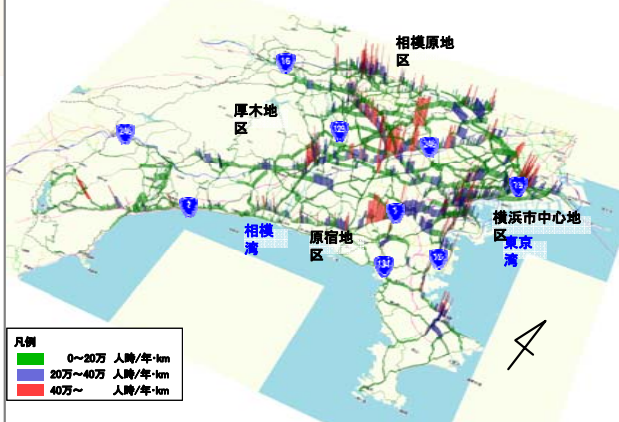 相模原地
区
16
厚木地
区
129
246
246
15
1
相模
湾
原宿地
区
横浜市中心地
区
東京
湾
134
16
凡例
0～20万 人時/年・km
20万～40万 人時/年・km
40万～ 人時/年・km